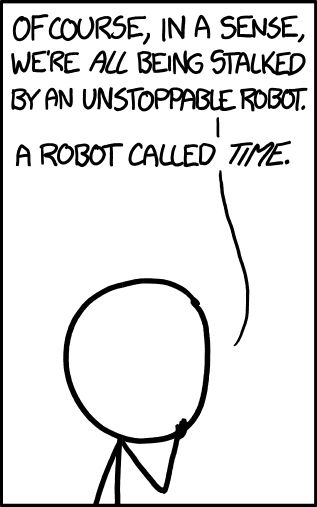 OF COURSE, IN A SENSE,
WE'RE ALL BEING STALKED
BY AN UNSTOPPABLE ROBOT.
A ROBOT CALLED TIME.